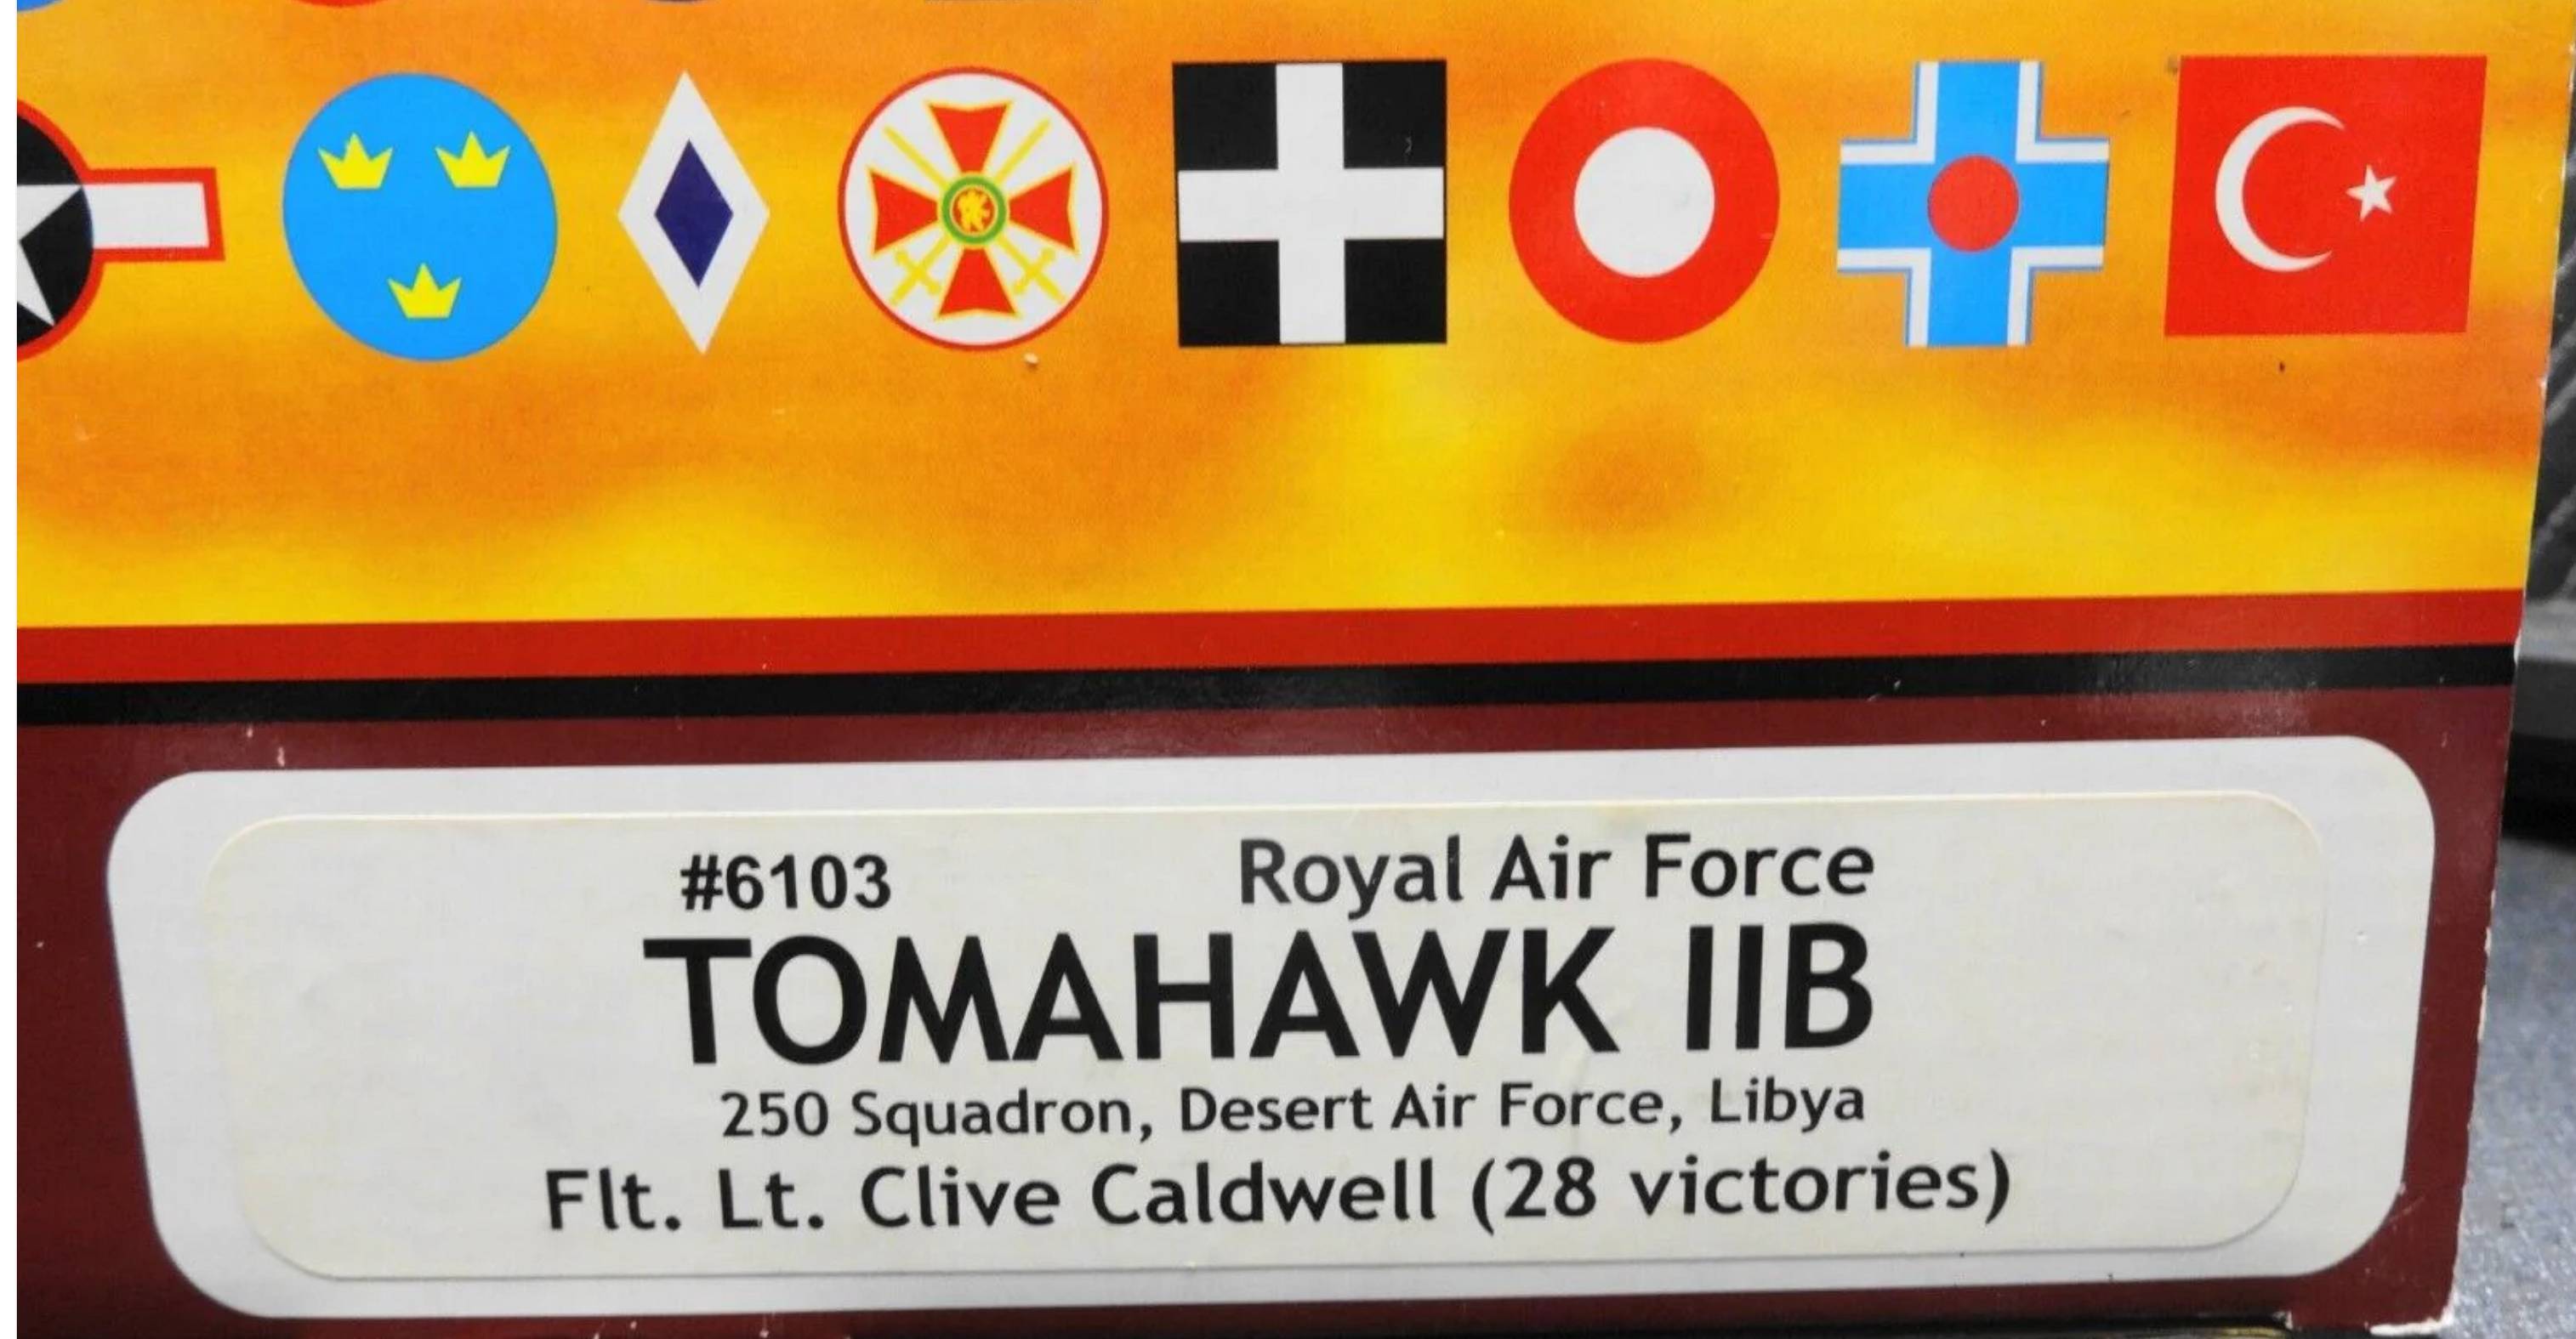 #6103 Royal Air Force
TOMAHAWK IIB
250 Squadron, Desert Air Force, Libya
Flt. Lt. Clive Caldwell (28 victories)